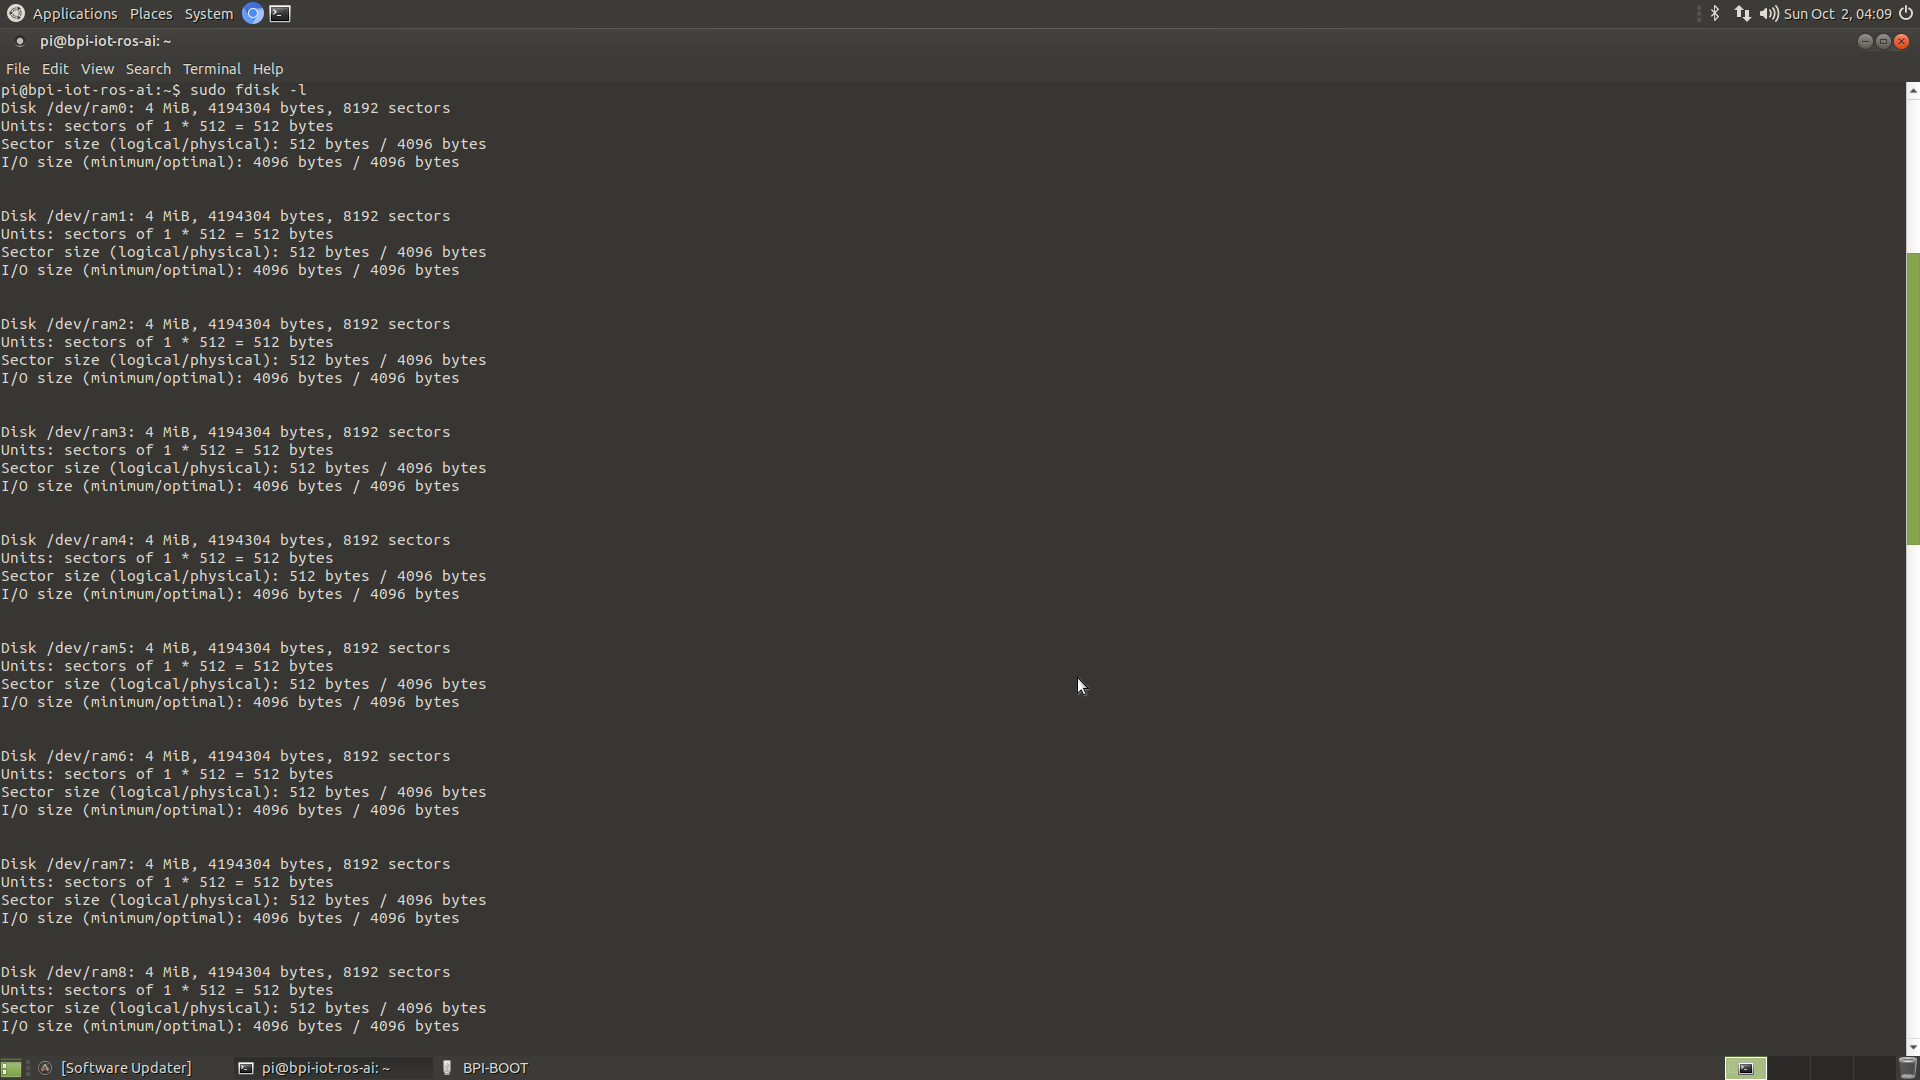 Applications Places System Sun Oct 2, 04:09
pi@bpi-iot-ros-ai: ~
File Edit View Search Terminal Help
pi@bpi-iot-ros-ai:~$ sudo fdisk -l
Disk /dev/ram0: 4 MiB, 4194304 bytes, 8192 sectors
Units: sectors of 1 * 512 = 512 bytes
Sector size (logical/physical): 512 bytes / 4096 bytes
I/O size (minimum/optimal): 4096 bytes / 4096 bytes
Disk /dev/ram1: 4 MiB, 4194304 bytes, 8192 sectors
Units: sectors of 1 * 512 = 512 bytes
Sector size (logical/physical): 512 bytes / 4096 bytes
I/O size (minimum/optimal): 4096 bytes / 4096 bytes
Disk /dev/ram2: 4 MiB, 4194304 bytes, 8192 sectors
Units: sectors of 1 * 512 = 512 bytes
Sector size (logical/physical): 512 bytes / 4096 bytes
I/O size (minimum/optimal): 4096 bytes / 4096 bytes
Disk /dev/ram3: 4 MiB, 4194304 bytes, 8192 sectors
Units: sectors of 1 * 512 = 512 bytes
Sector size (logical/physical): 512 bytes / 4096 bytes
I/O size (minimum/optimal): 4096 bytes / 4096 bytes
Disk /dev/ram4: 4 MiB, 4194304 bytes, 8192 sectors
Units: sectors of 1 * 512 = 512 bytes
Sector size (logical/physical): 512 bytes / 4096 bytes
I/O size (minimum/optimal): 4096 bytes / 4096 bytes
Disk /dev/ram5: 4 MiB, 4194304 bytes, 8192 sectors
Units: sectors of 1 * 512 = 512 bytes
Sector size (logical/physical): 512 bytes / 4096 bytes
I/O size (minimum/optimal): 4096 bytes / 4096 bytes
Disk /dev/ram6: 4 MiB, 4194304 bytes, 8192 sectors
Units: sectors of 1 * 512 = 512 bytes
Sector size (logical/physical): 512 bytes / 4096 bytes
I/O size (minimum/optimal): 4096 bytes / 4096 bytes
Disk /dev/ram7: 4 MiB, 4194304 bytes, 8192 sectors
Units: sectors of 1 * 512 = 512 bytes
Sector size (logical/physical): 512 bytes / 4096 bytes
I/O size (minimum/optimal): 4096 bytes / 4096 bytes
Disk /dev/ram8: 4 MiB, 4194304 bytes, 8192 sectors
Units: sectors of 1 * 512 = 512 bytes
Sector size (logical/physical): 512 bytes / 4096 bytes
I/O size (minimum/optimal): 4096 bytes / 4096 bytes
[Software Updater] pi@bpi-iot-ros-ai: ~ BPI-BOOT